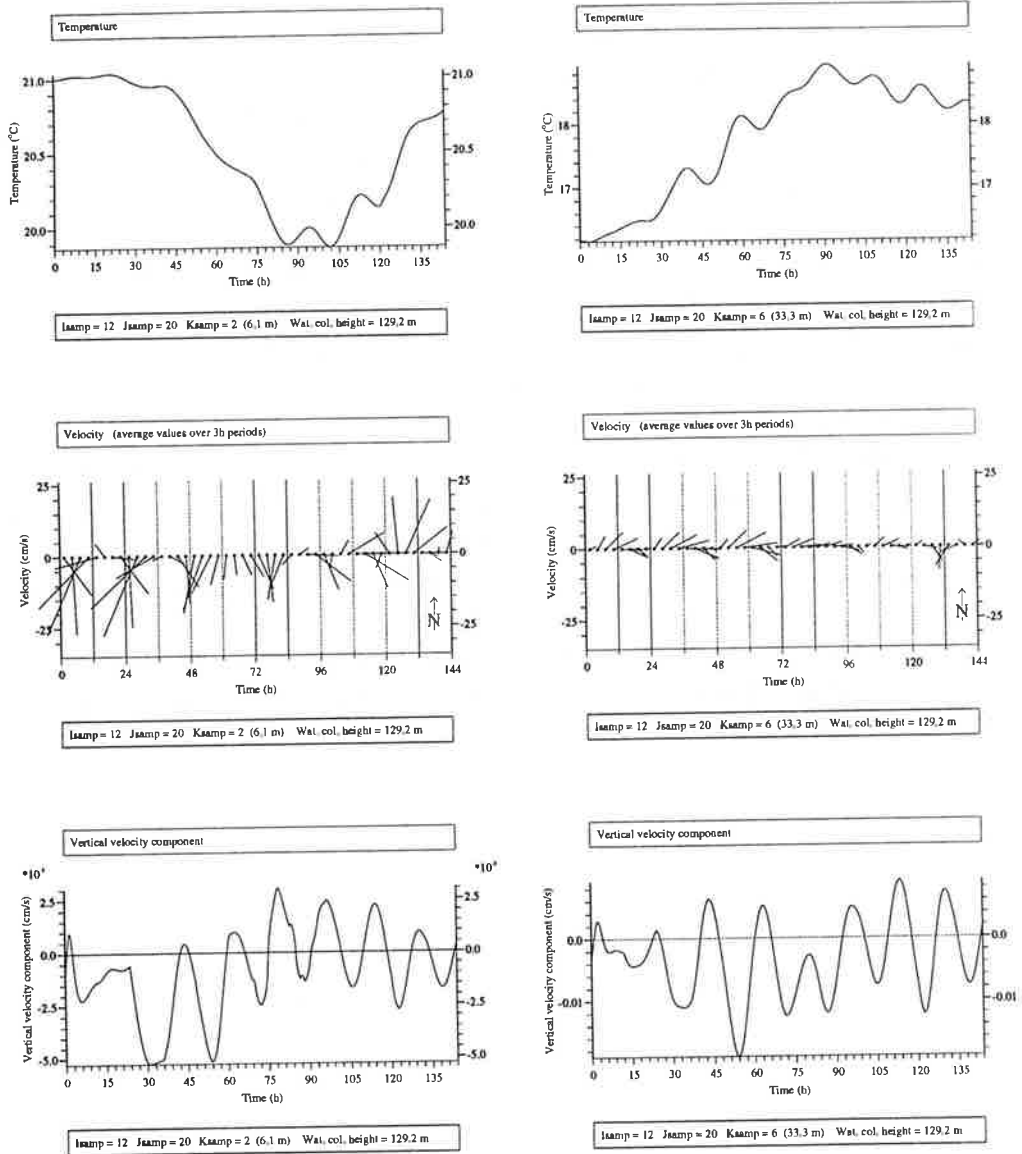 Temperature
21.0
20.5
20.0
Temperature (°C)
21.0
20.5
20.0
0 15 30 45 60 75 90 105 120 135
Time (h)
Isamp = 12 Jsamp = 20 Ksamp = 2 (6,1 m) Wat. col. height = 129,2 m
Temperature
18
17
Temperature (°C)
18
17
0 15 30 45 60 75 90 105 120 135
Time (h)
Isamp = 12 Jsamp = 20 Ksamp = 6 (33,3 m) Wat. col. height = 129,2 m
Velocity (average values over 3h periods)
25
0
-25
Velocity (cm/s)
25
0
-25
N
0 24 48 72 96 120 144
Time (h)
Isamp = 12 Jsamp = 20 Ksamp = 2 (6,1 m) Wat. col. height = 129,2 m
Velocity (average values over 3h periods)
25
0
-25
Velocity (cm/s)
25
0
-25
N
0 24 48 72 96 120 144
Time (h)
Isamp = 12 Jsamp = 20 Ksamp = 6 (33,3 m) Wat. col. height = 129,2 m
Vertical velocity component
2.5
0.0
-2.5
-5.0
Vertical velocity component (cm/s)
2.5
0.0
-2.5
-5.0
0 15 30 45 60 75 90 105 120 135
Time (h)
Isamp = 12 Jsamp = 20 Ksamp = 2 (6,1 m) Wat. col. height = 129.2 m
Vertical velocity component
0.0
-0.01
Vertical velocity component (cm/s)
0.0
-0.01
0 15 30 45 60 75 90 105 120 135
Time (h)
Isamp = 12 Jsamp = 20 Ksamp = 6 (33,3 m) Wat. col. height = 129.2 m